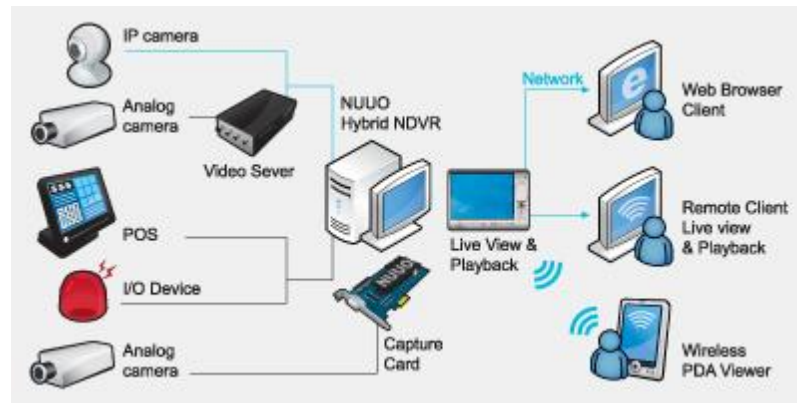 IP camera
Analog
camera
Video Sever
NUUO
Hybrid NDVR
POS
I/O Device
Analog
camera
NUUO
Capture
Card
Live View &
Playback
Network
e
Web Browser
Client
Remote Client
Live view
& Playback
Wireless
PDA Viewer